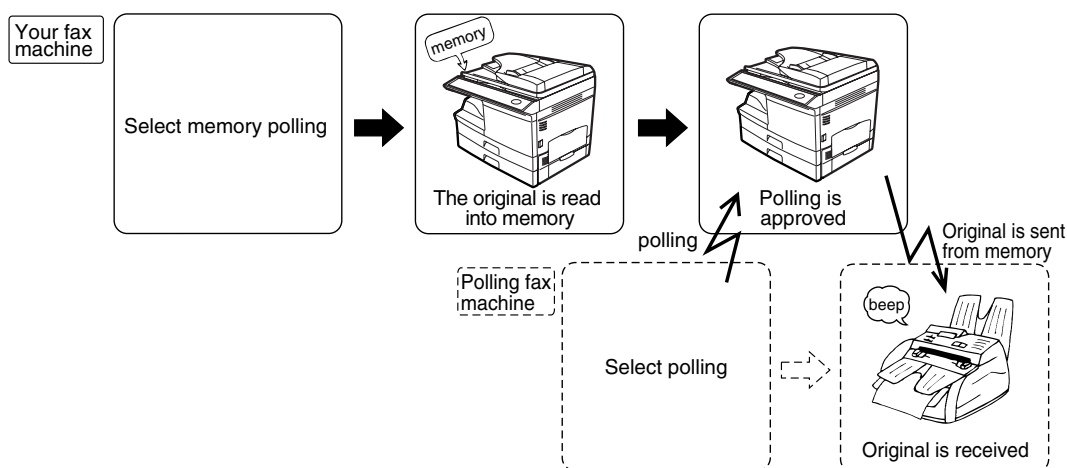 Your fax
machine
Select memory polling
memory
The original is read
into memory
Polling is
approved
polling
Original is sent
from memory
Polling fax
machine
Select polling
beep
Original is received